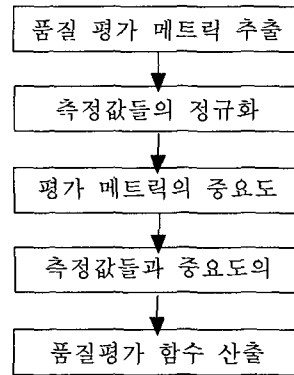 품질 평가 메트릭 추출
측정값들의 정규화
평가 메트릭의 중요도
측정값들과 중요도의
품질평가 함수 산출